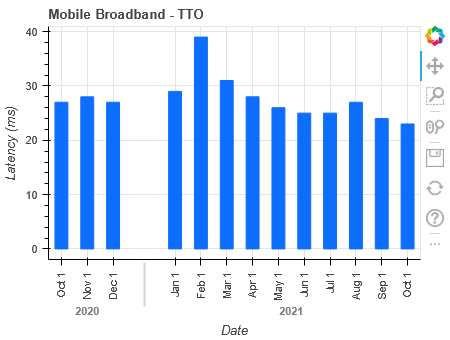 Mobile Broadband - TTO
40
30
20
10
0
Latency (ms)
Oct 1
Nov 1
Dec 1
Jan 1
Feb 1
Mar 1
Apr 1
May 1
Jun 1
Jul 1
Aug 1
Sep 1
Oct 1
2020
2021
Date